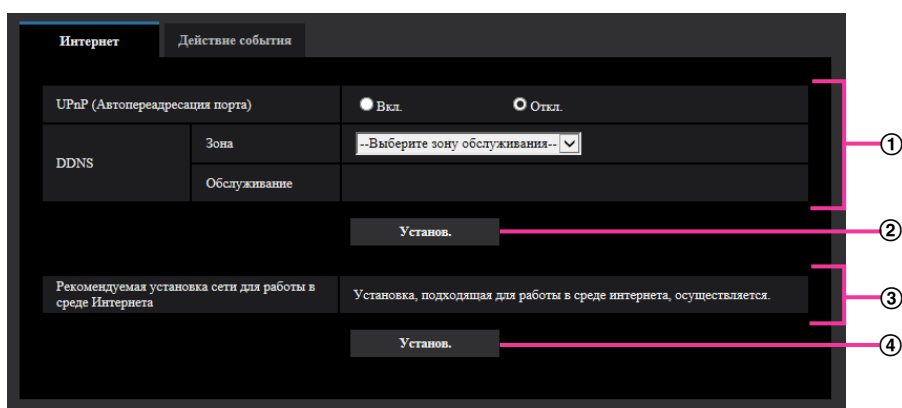 Интернет
Действие события
UPnP (Автопереадресация порта)
Вкл.
Откл.
DDNS
Зона
--Выберите зону обслуживания--
Обслуживание
①
Установ.
②
Рекомендуемая установка сети для работы в
среде Интернета
Установка, подходящая для работы в среде интернета, осуществляется.
③
Установ.
④